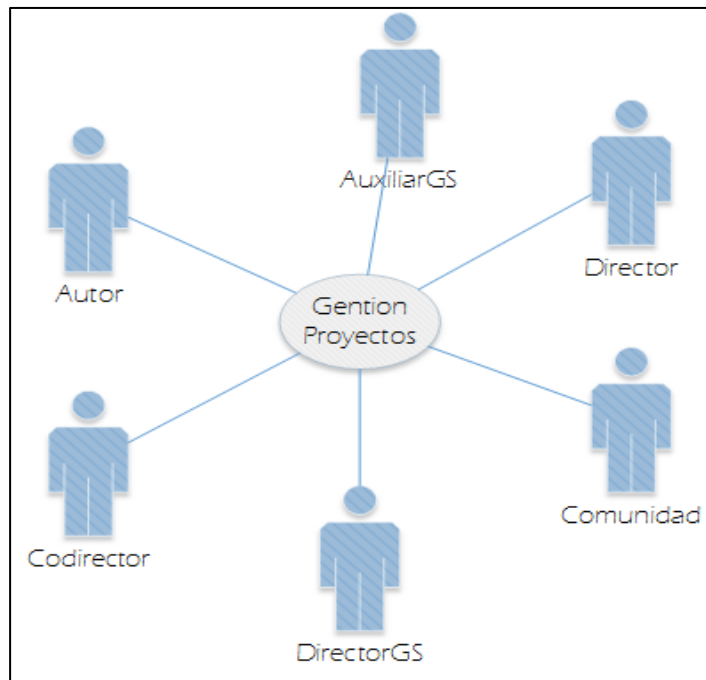 AuxiliarGS
Director
Autor
Gention
Proyectos
Comunidad
Codirector
DirectorGS